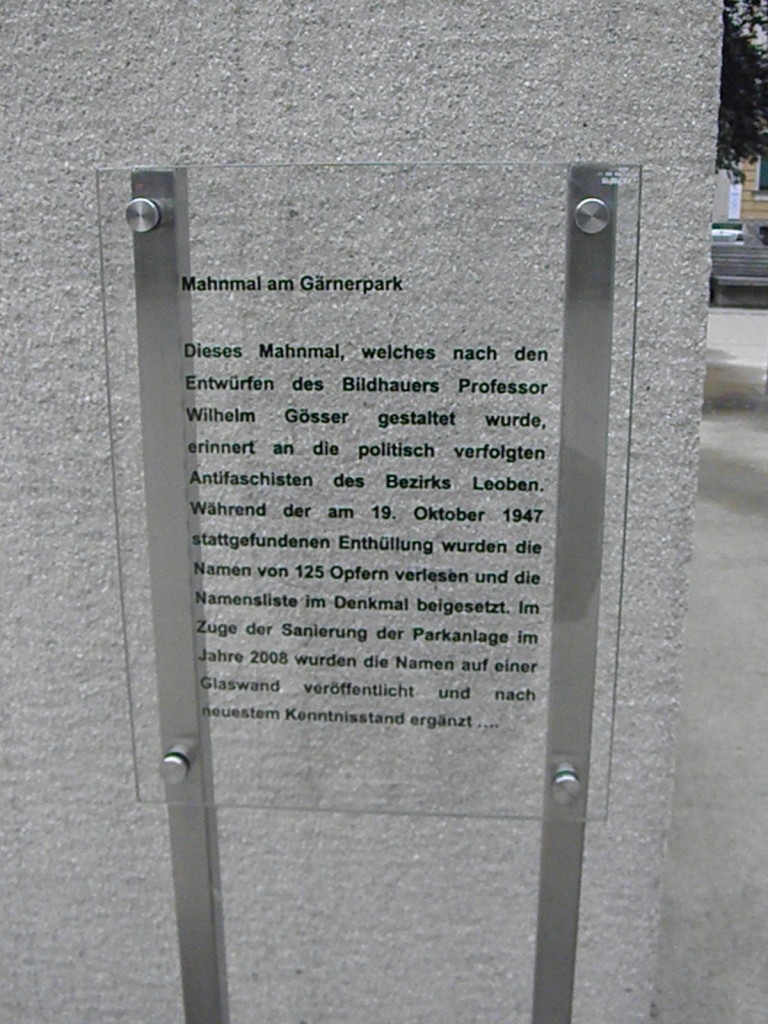 Mahnmal am Gärnerpark
Dieses Mahnmal, welches nach den
Entwürfen des Bildhauers Professor
Wilhelm Gösser gestaltet wurde,
erinnert an die politisch verfolgten
Antifaschisten des Bezirks Leoben.
Während der am 19. Oktober 1947
stattgefundenen Enthüllung wurden die
Namen von 125 Opfern verlesen und die
Namensliste im Denkmal beigesetzt. Im
Zuge der Sanierung der Parkanlage im
Jahre 2008 wurden die Namen auf einer
Glaswand veröffentlicht und nach
neuestem Kenntnisstand ergänzt ....